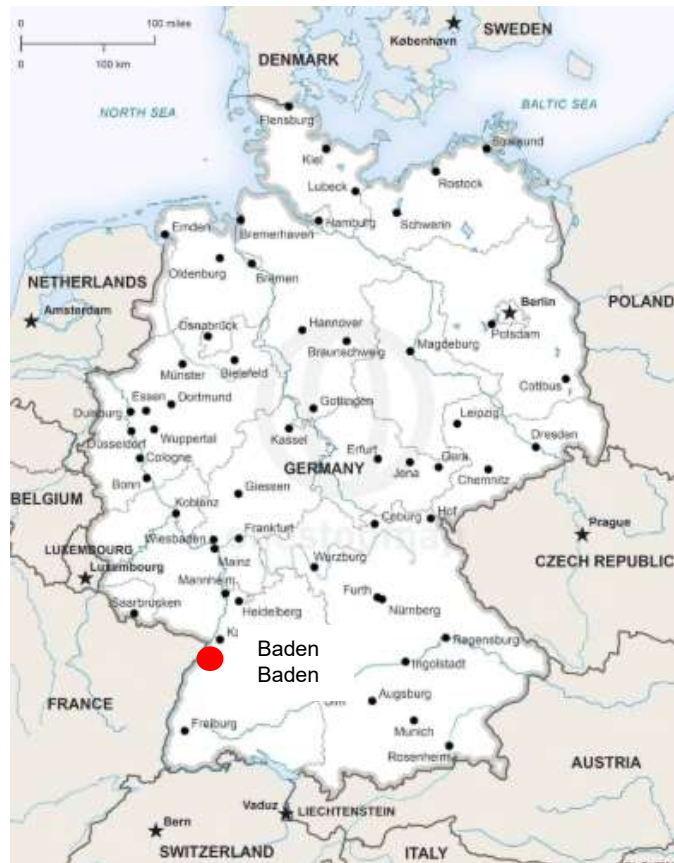 0 100 miles
0 100 km
SWEDEN
København
DENMARK
NORTH SEA
BALTIC SEA
Flensburg
Kiel
Stralsund
Lubeck
Rostock
Hamburg
Schwerin
Emden
Bremerhaven
Oldenburg
Bremen
NETHERLANDS
Amsterdam
Berlin
POLAND
Potsdam
Osnabrück
Hannover
Braunschweig
Magdeburg
Münster
Bielefeld
Cottbus
Essen
Dortmund
Duisburg
Gottingen
Leipzig
Düsseldorf
Wuppertal
Kassel
Dresden
Cologne
Erfurt
GERMANY
Jena
Gera
Chemnitz
BELGIUM
Bonn
Giessen
Koblenz
Coburg
Hof
Prague
Wiesbaden
Frankfurt
LUXEMBOURG
Luxembourg
Mainz
Wurzburg
CZECH REPUBLIC
Mannheim
Furth
Nürnberg
Saarbrucken
Heidelberg
Regensburg
Baden
Baden
Ingolstadt
FRANCE
Augsburg
Freiburg
Munich
Rosenheim
AUSTRIA
Vaduz
LIECHTENSTEIN
Bern
SWITZERLAND
ITALY